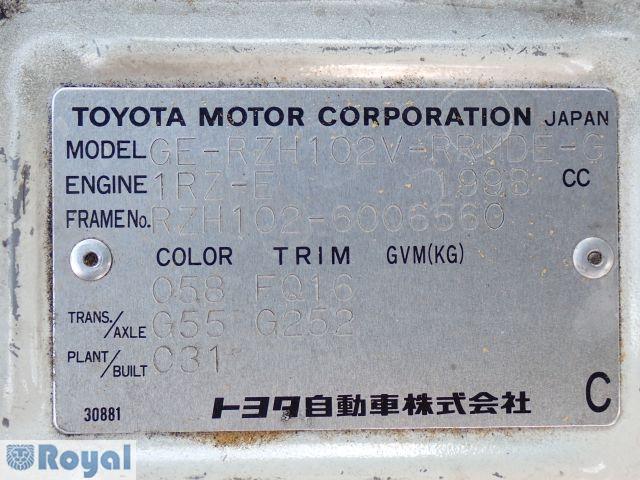 TOYOTA MOTOR CORPORATION JAPAN
MODEL GE-RZH102V-RRMDE-G
ENGINE 1RZ-E 1998 CC
FRAME No. RZH102-6006560
COLOR TRIM GVM(KG)
058 FQ16
TRANS./AXLE G55 G252
PLANT/BUILT C31
30881 トヨタ自動車株式会社 C
Royal